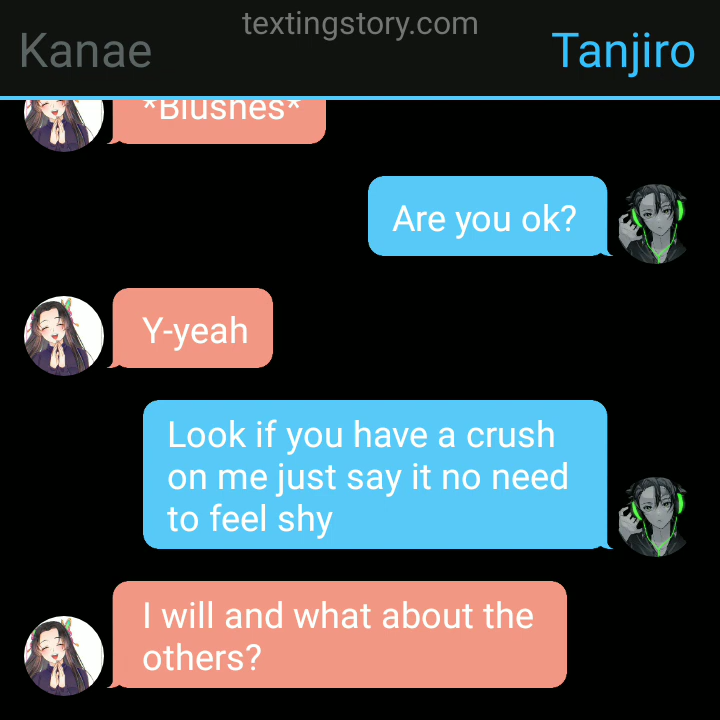 textingstory.com
Kanae
Tanjiro
*Blushes*
Are you ok?
Y-yeah
Look if you have a crush
on me just say it no need
to feel shy
I will and what about the
others?